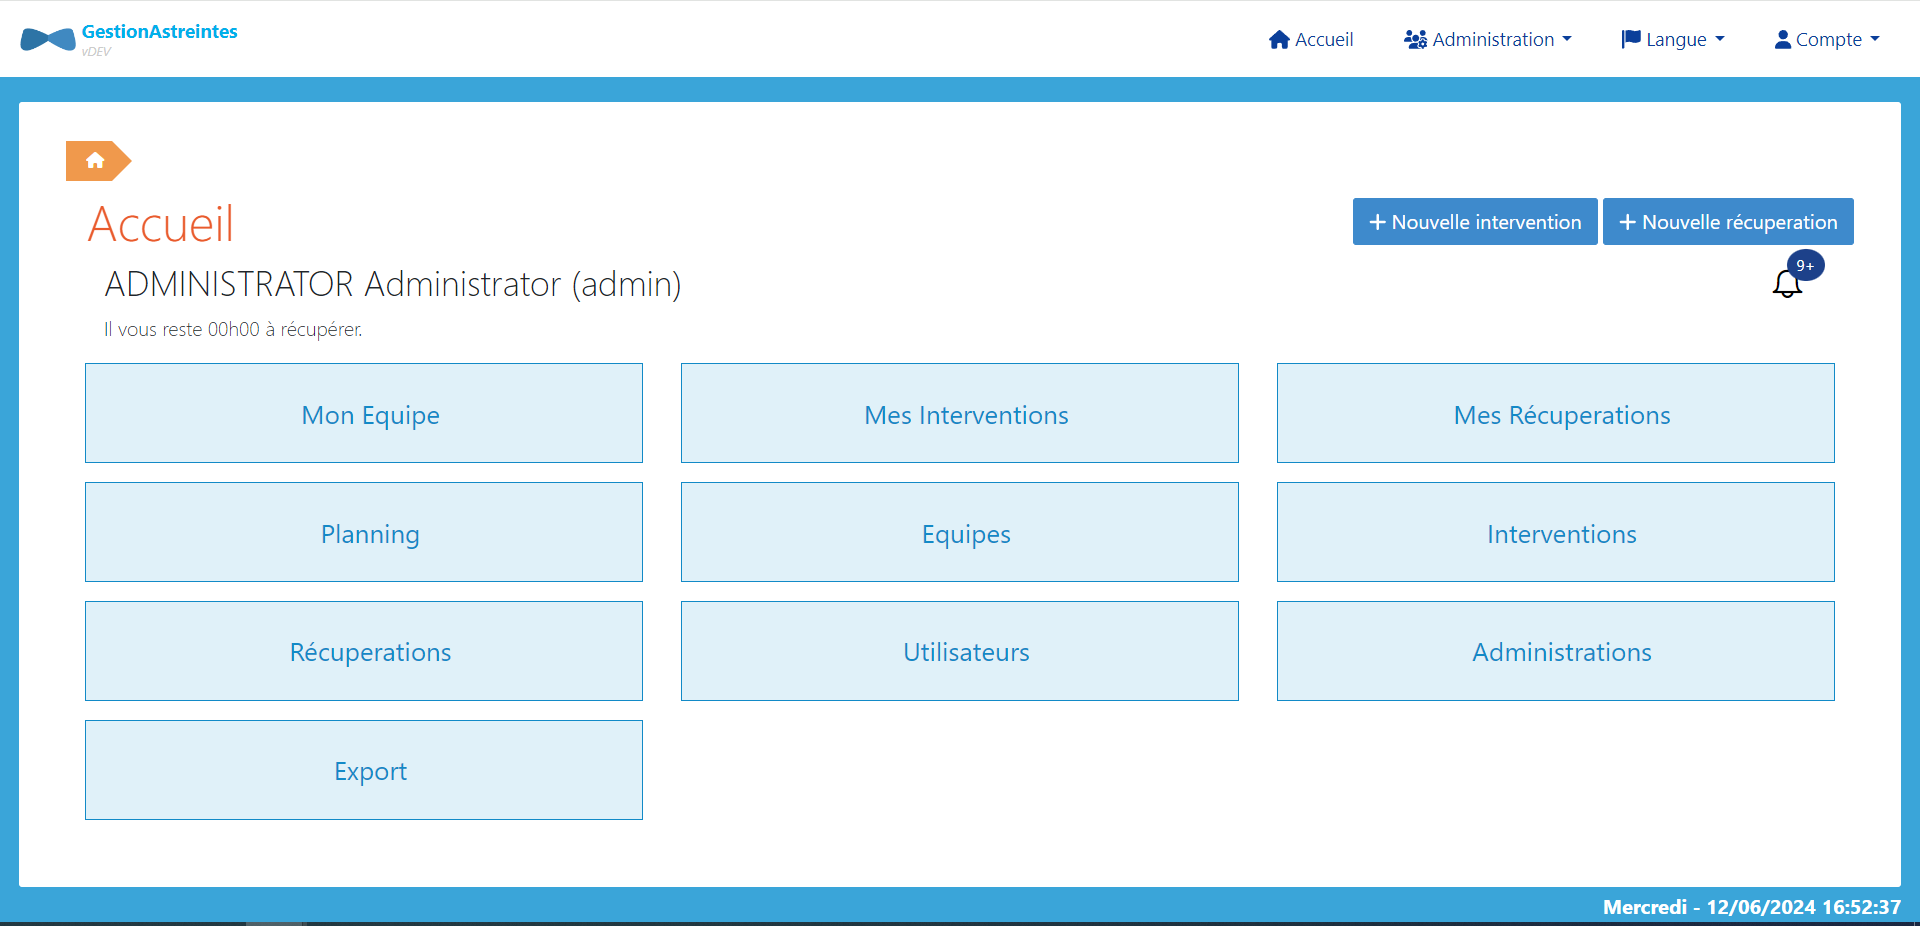 GestionAstreintes
vDEV
Accueil
Administration
Langue
Compte
Accueil
Nouvelle intervention
Nouvelle récuperation
ADMINISTRATOR Administrator (admin)
9+
Il vous reste 00h00 à récupérer.
Mon Equipe
Mes Interventions
Mes Récuperations
Planning
Equipes
Interventions
Récuperations
Utilisateurs
Administrations
Export
Mercredi - 12/06/2024 16:52:37